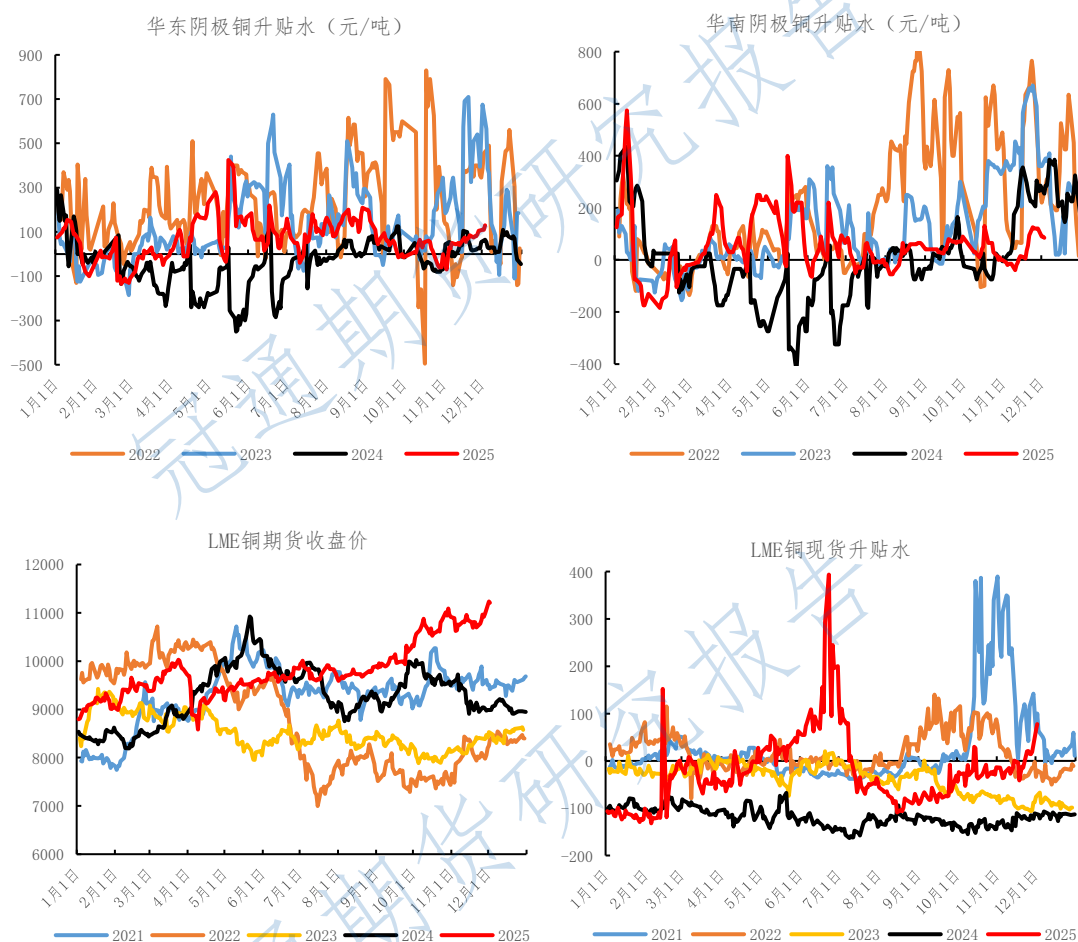 华东阴极铜升贴水（元/吨）
900
700
500
300
100
-100
-300
-500
1月1日
2月1日
3月1日
4月1日
5月1日
6月1日
7月1日
8月1日
9月1日
10月1日
11月1日
12月1日
2022
2023
2024
2025
华南阴极铜升贴水（元/吨）
800
600
400
200
0
-200
-400
1月1日
2月1日
3月1日
4月1日
5月1日
6月1日
7月1日
8月1日
9月1日
10月1日
11月1日
12月1日
2022
2023
2024
2025
LME铜期货收盘价
12000
11000
10000
9000
8000
7000
6000
1月1日
2月1日
3月1日
4月1日
5月1日
6月1日
7月1日
8月1日
9月1日
10月1日
11月1日
12月1日
2021
2022
2023
2024
2025
LME铜现货升贴水
400
300
200
100
0
-100
-200
1月1日
2月1日
3月1日
4月1日
5月1日
6月1日
7月1日
8月1日
9月1日
10月1日
11月1日
12月1日
2021
2022
2023
2024
2025
冠通期货研究报告
通期货研究报告